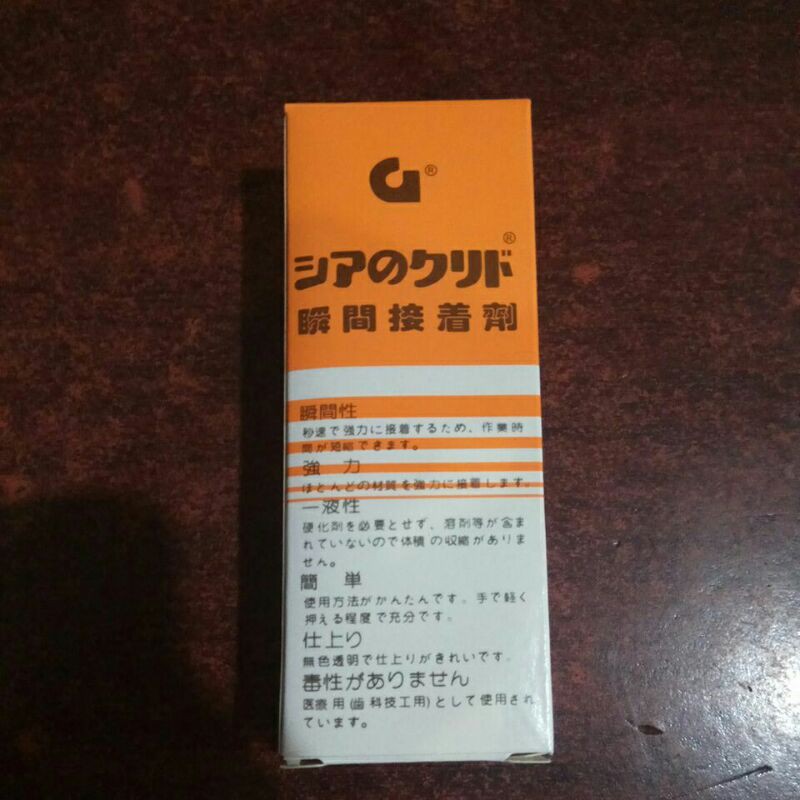 ®
シアのクリド®
瞬間接着剤
瞬間性
秒速で強力に接着するため、作業時
間が短縮できます。
強 力
ほとんどの材質を強力に接着します。
一液性
硬化剤を必要とせず、溶剤等が含ま
れていないので体積の収縮がありま
せん。
簡 単
使用方法がかんたんです。手で軽く
押える程度で充分です。
仕上り
無色透明で仕上りがきれいです。
毒性がありません
医療用(歯科技工用)として使用され
ています。